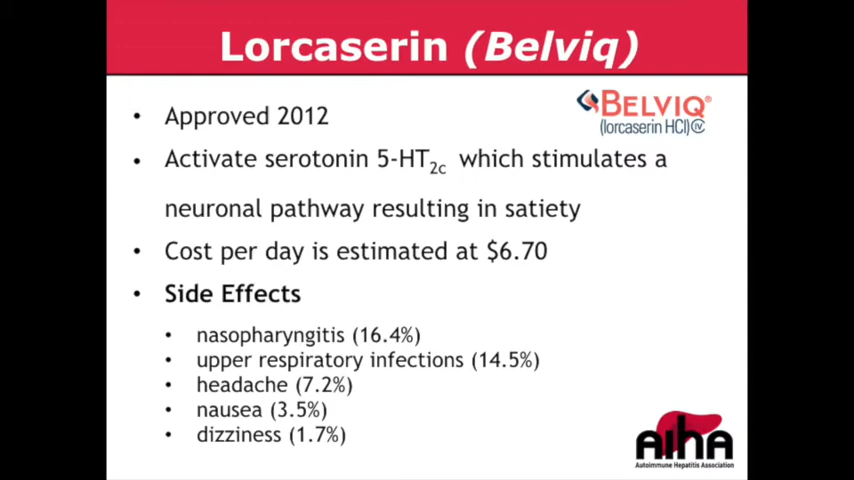 Lorcaserin (Belviq)
BELVIQ®
(lorcaserin HCl) CIV
• Approved 2012
• Activate serotonin 5-HT2c which stimulates a
neuronal pathway resulting in satiety
• Cost per day is estimated at $6.70
• Side Effects
• nasopharyngitis (16.4%)
• upper respiratory infections (14.5%)
• headache (7.2%)
• nausea (3.5%)
• dizziness (1.7%)
AIHA
Autoimmune Hepatitis Association